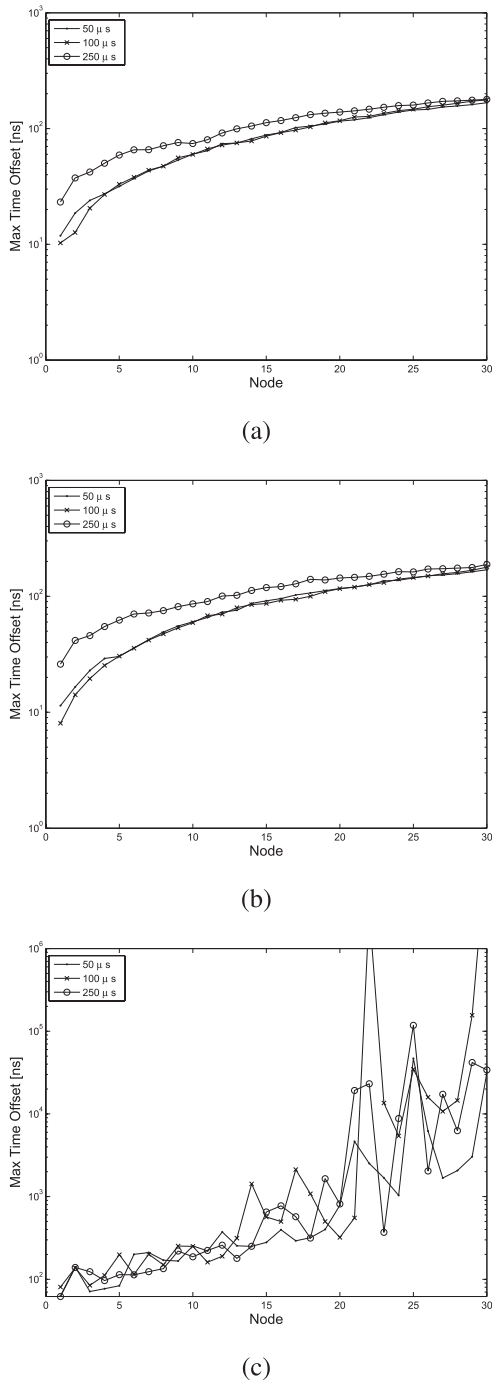 10³
50 μ s
100 μ s
250 μ s
10²
Max Time Offset [ns]
10¹
10⁰
0 5 10 15 20 25 30
Node
(a)
10³
50 μ s
100 μ s
250 μ s
10²
Max Time Offset [ns]
10¹
10⁰
0 5 10 15 20 25 30
Node
(b)
10⁶
50 μ s
100 μ s
250 μ s
10⁵
Max Time Offset [ns]
10⁴
10³
10²
0 5 10 15 20 25 30
Node
(c)